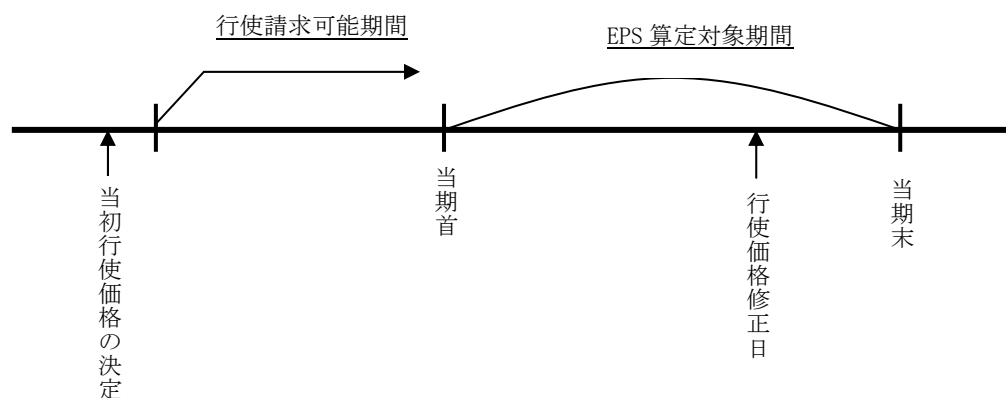 行使請求可能期間
EPS 算定対象期間
当初行使価格の決定
当期首
行使価格修正日
当期末